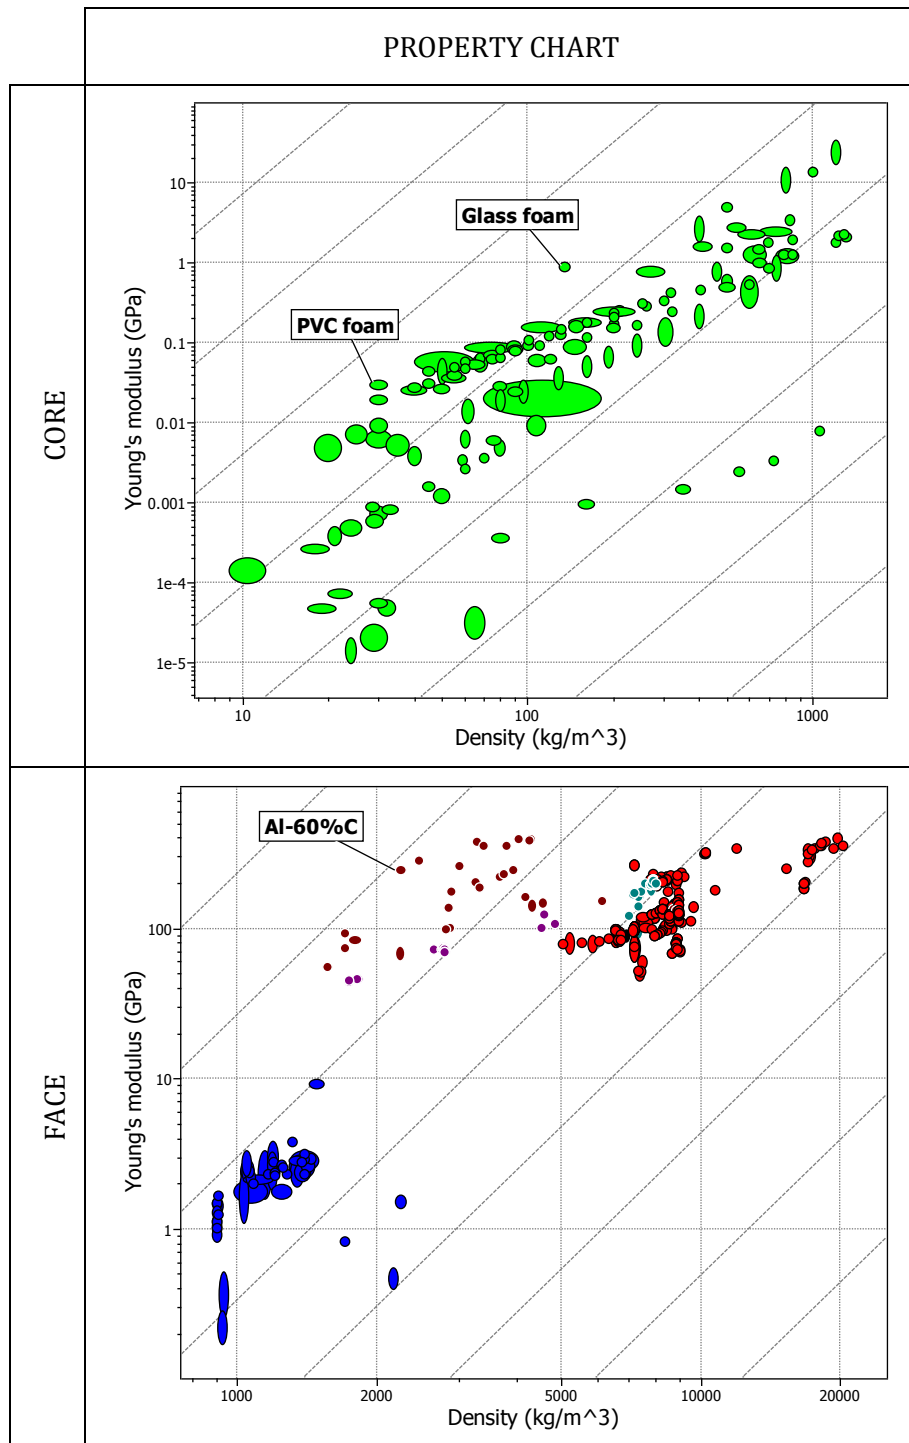 PROPERTY CHART
CORE
Young's modulus (GPa)
10
1
0.1
0.01
0.001
1e-4
1e-5
Glass foam
PVC foam
10
100
1000
Density (kg/m^3)
FACE
Young's modulus (GPa)
100
10
1
Al-60%C
1000
2000
5000
10000
20000
Density (kg/m^3)